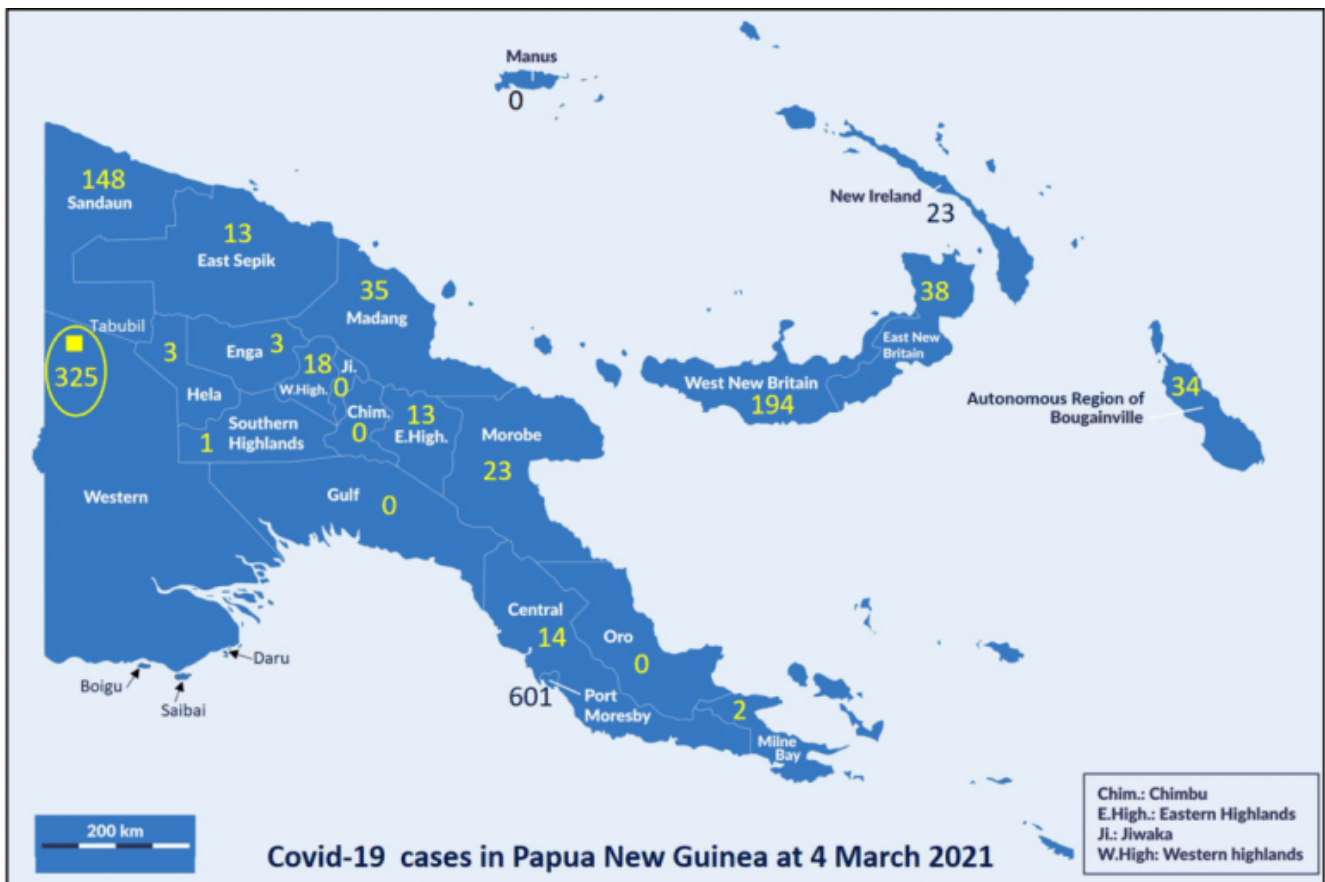 Manus
0
148
Sandaun
New Ireland
23
13
East Sepik
35
Madang
38
Tabubil
325
3
Enga 3
18
Ji.
0
W.High.
Hela
East New
Britain
West New Britain
194
34
Autonomous Region of
Bougainville
Chim.
0
13
E.High.
Southern
Highlands
1
Morobe
23
Western
Gulf
0
Central
14
Oro
0
Daru
Boigu
Saibai
601
Port
Moresby
2
Milne
Bay
Chim.: Chimbu
E.High.: Eastern Highlands
Ji.: Jiwaka
W.High: Western highlands
200 km
Covid-19 cases in Papua New Guinea at 4 March 2021